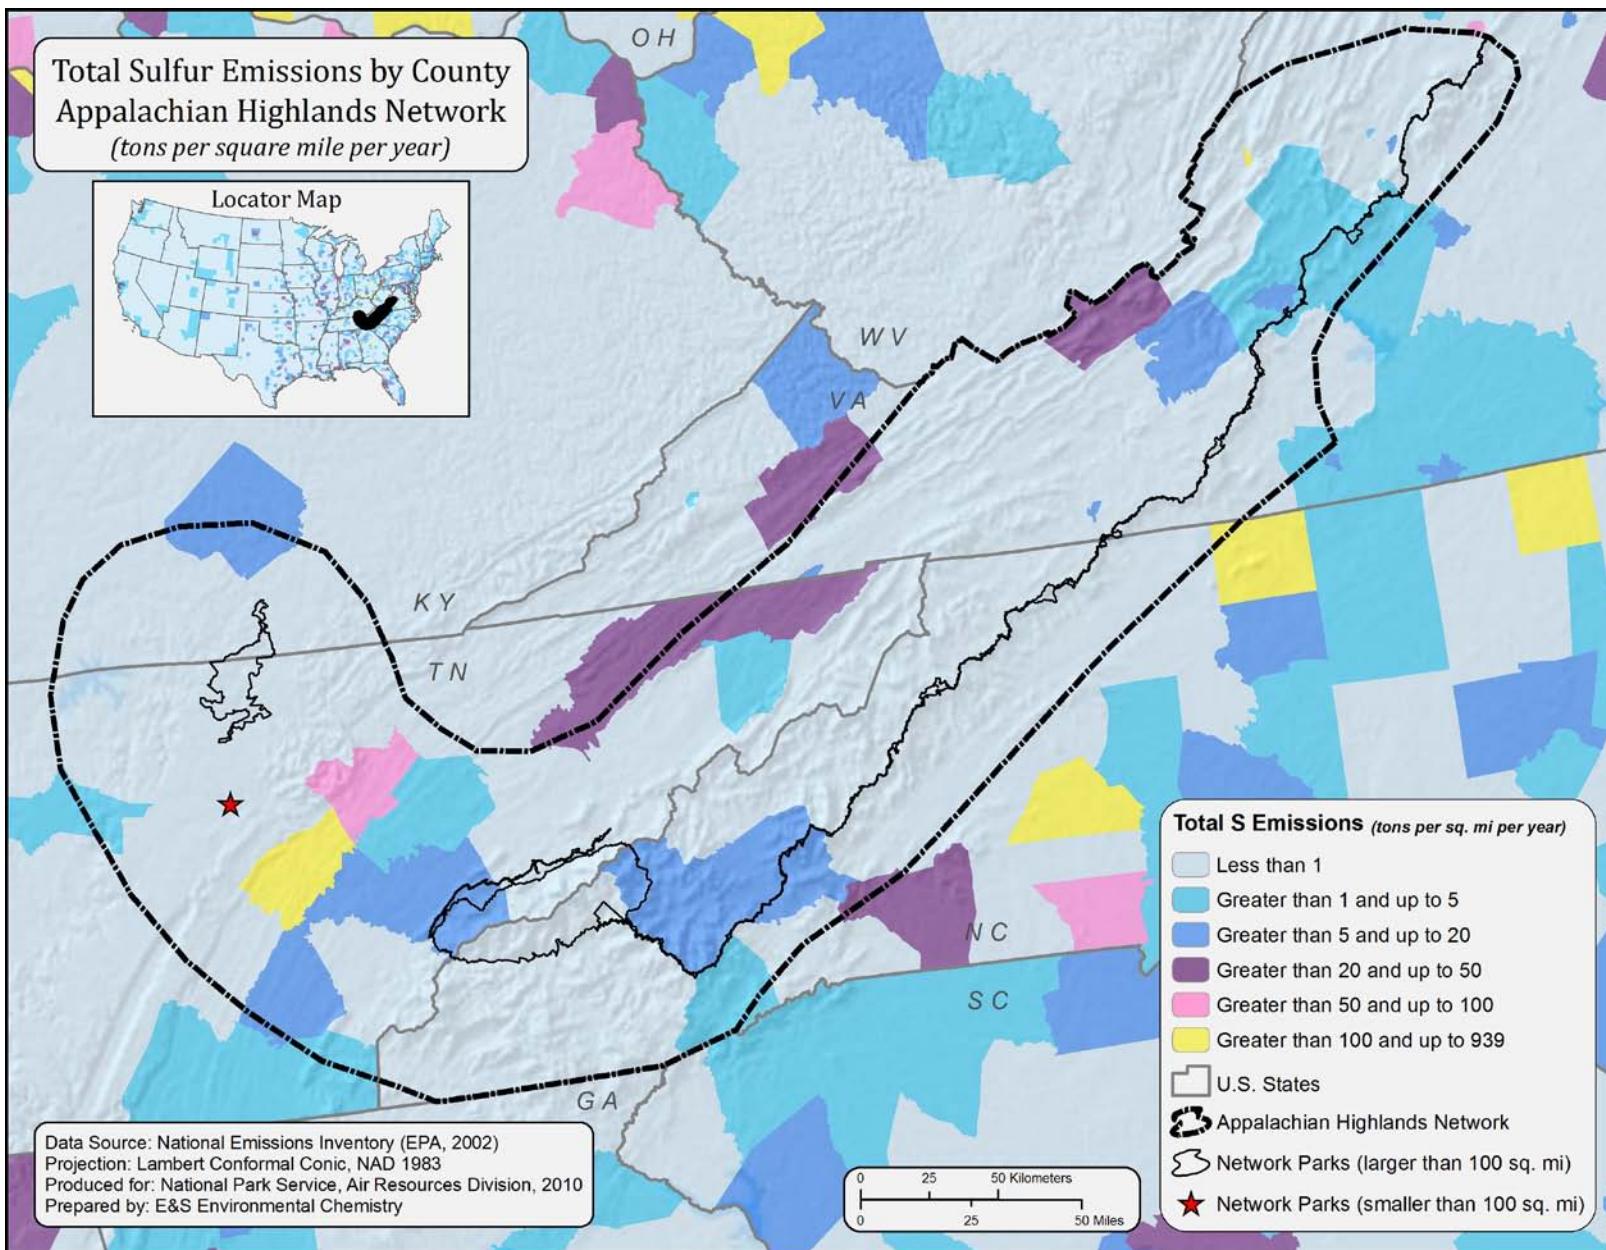 Total Sulfur Emissions by County
Appalachian Highlands Network
(tons per square mile per year)
Locator Map
OH
WV
VA
KY
TN
NC
SC
GA
Total S Emissions (tons per sq. mi per year)
Less than 1
Greater than 1 and up to 5
Greater than 5 and up to 20
Greater than 20 and up to 50
Greater than 50 and up to 100
Greater than 100 and up to 939
U.S. States
Appalachian Highlands Network
Network Parks (larger than 100 sq. mi)
Network Parks (smaller than 100 sq. mi)
Data Source: National Emissions Inventory (EPA, 2002)
Projection: Lambert Conformal Conic, NAD 1983
Produced for: National Park Service, Air Resources Division, 2010
Prepared by: E&S Environmental Chemistry
0 25 50 Kilometers
0 25 50 Miles